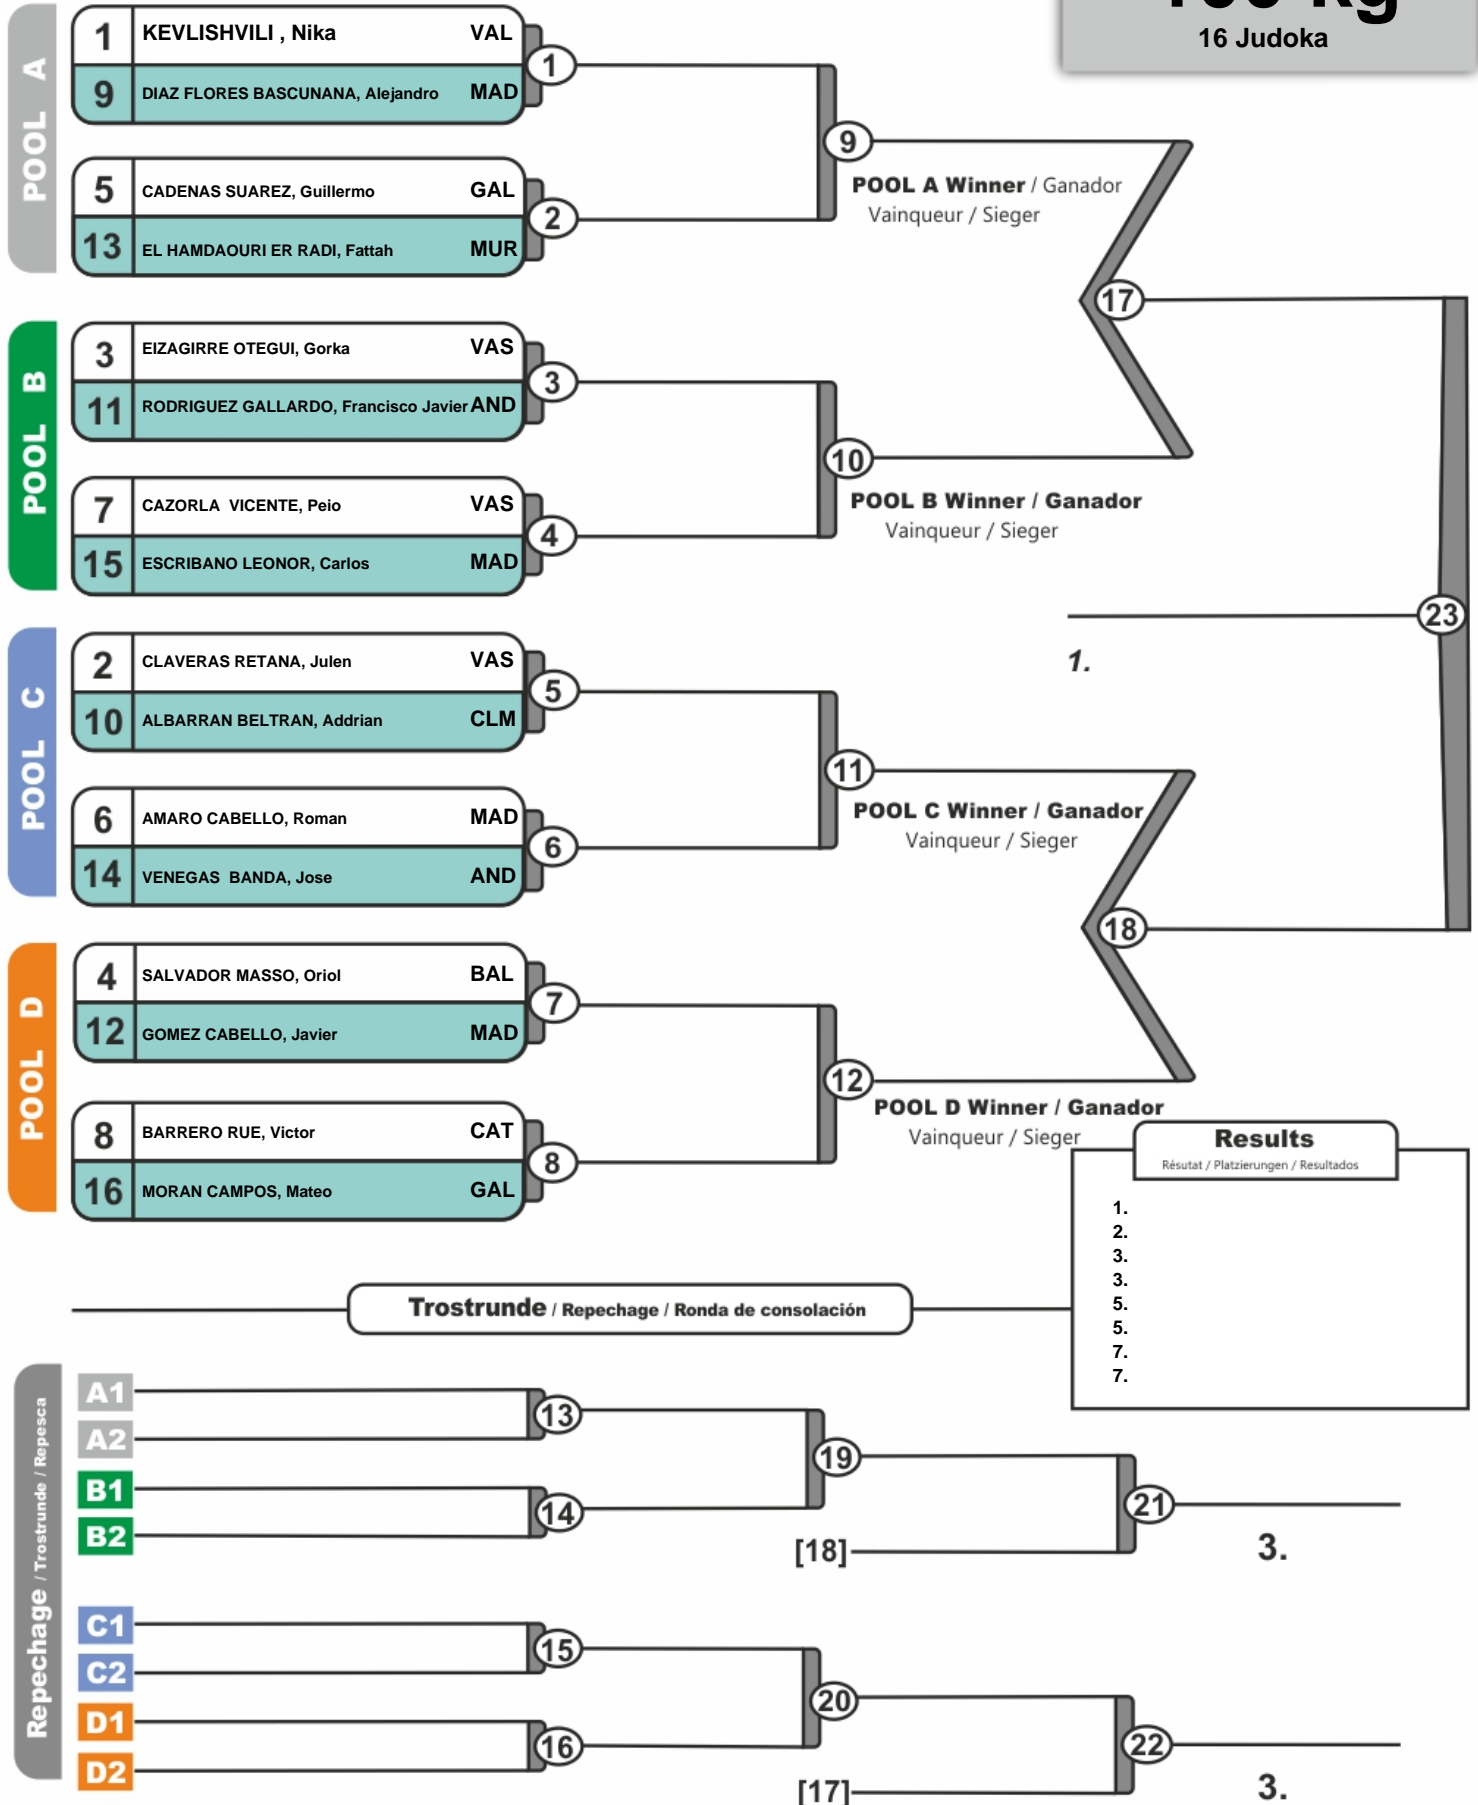 16 Judoka
POOL A
1 KEVLISHVILI , Nika VAL
9 DIAZ FLORES BASCUNANA, Alejandro MAD
1
5 CADENAS SUAREZ, Guillermo GAL
13 EL HAMDAOURI ER RADI, Fattah MUR
2
9
POOL A Winner / Ganador
Vainqueur / Sieger
17
POOL B
3 EIZAGIRRE OTEGUI, Gorka VAS
11 RODRIGUEZ GALLARDO, Francisco Javier AND
3
7 CAZORLA VICENTE, Peio VAS
15 ESCRIBANO LEONOR, Carlos MAD
4
10
POOL B Winner / Ganador
Vainqueur / Sieger
23
1.
POOL C
2 CLAVERAS RETANA, Julen VAS
10 ALBARRAN BELTRAN, Addrian CLM
5
6 AMARO CABELLO, Roman MAD
14 VENEGAS BANDA, Jose AND
6
11
POOL C Winner / Ganador
Vainqueur / Sieger
18
POOL D
4 SALVADOR MASSO, Oriol BAL
12 GOMEZ CABELLO, Javier MAD
7
8 BARRERO RUE, Victor CAT
16 MORAN CAMPOS, Mateo GAL
8
12
POOL D Winner / Ganador
Vainqueur / Sieger
Results
Résutat / Platzierungen / Resultados
1.
2.
3.
3.
5.
5.
7.
7.
Trostrunde / Repechage / Ronda de consolación
Repechage / Trostrunde / Repesca
A1
A2
13
B1
B2
14
19
[18]
21
3.
C1
C2
15
D1
D2
16
20
[17]
22
3.